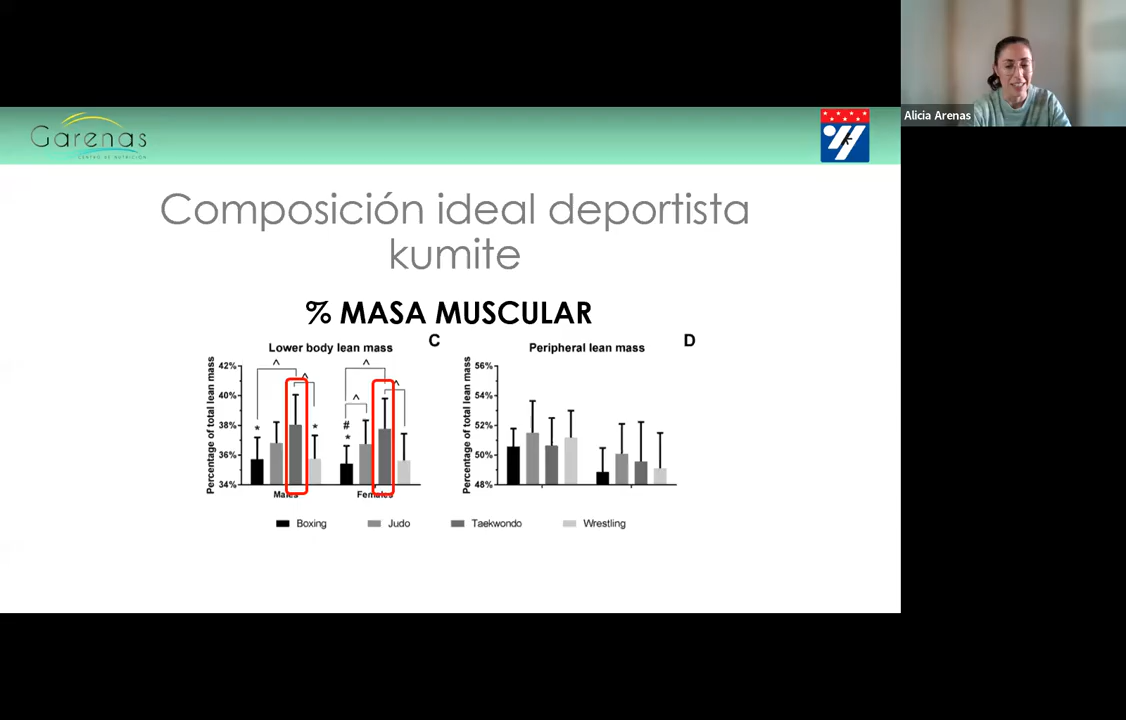 Garenas
CENTRO DE NUTRICIÓN
Alicia Arenas
Composición ideal deportista
kumite
% MASA MUSCULAR
C
D
Lower body lean mass
Peripheral lean mass
Percentage of total lean mass
42%
40%
38%
36%
34%
^
^
^
^
^
*
*
#
*
Males
Females
Percentage of total lean mass
56%
54%
52%
50%
48%
Boxing
Judo
Taekwondo
Wrestling